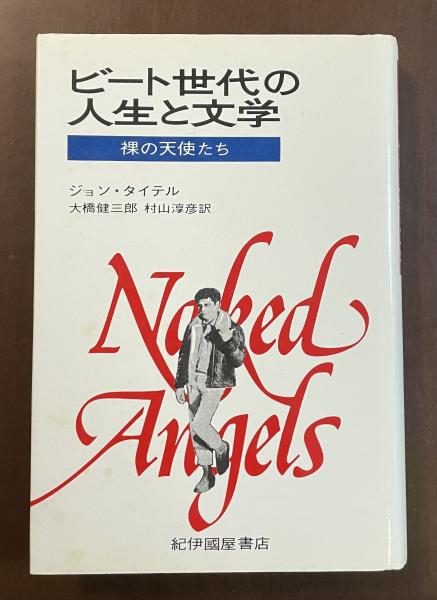 ビート世代の
人生と文学
裸の天使たち
ジョン・タイテル
大橋健三郎 村山淳彦訳
Naked
Angels
紀伊國屋書店